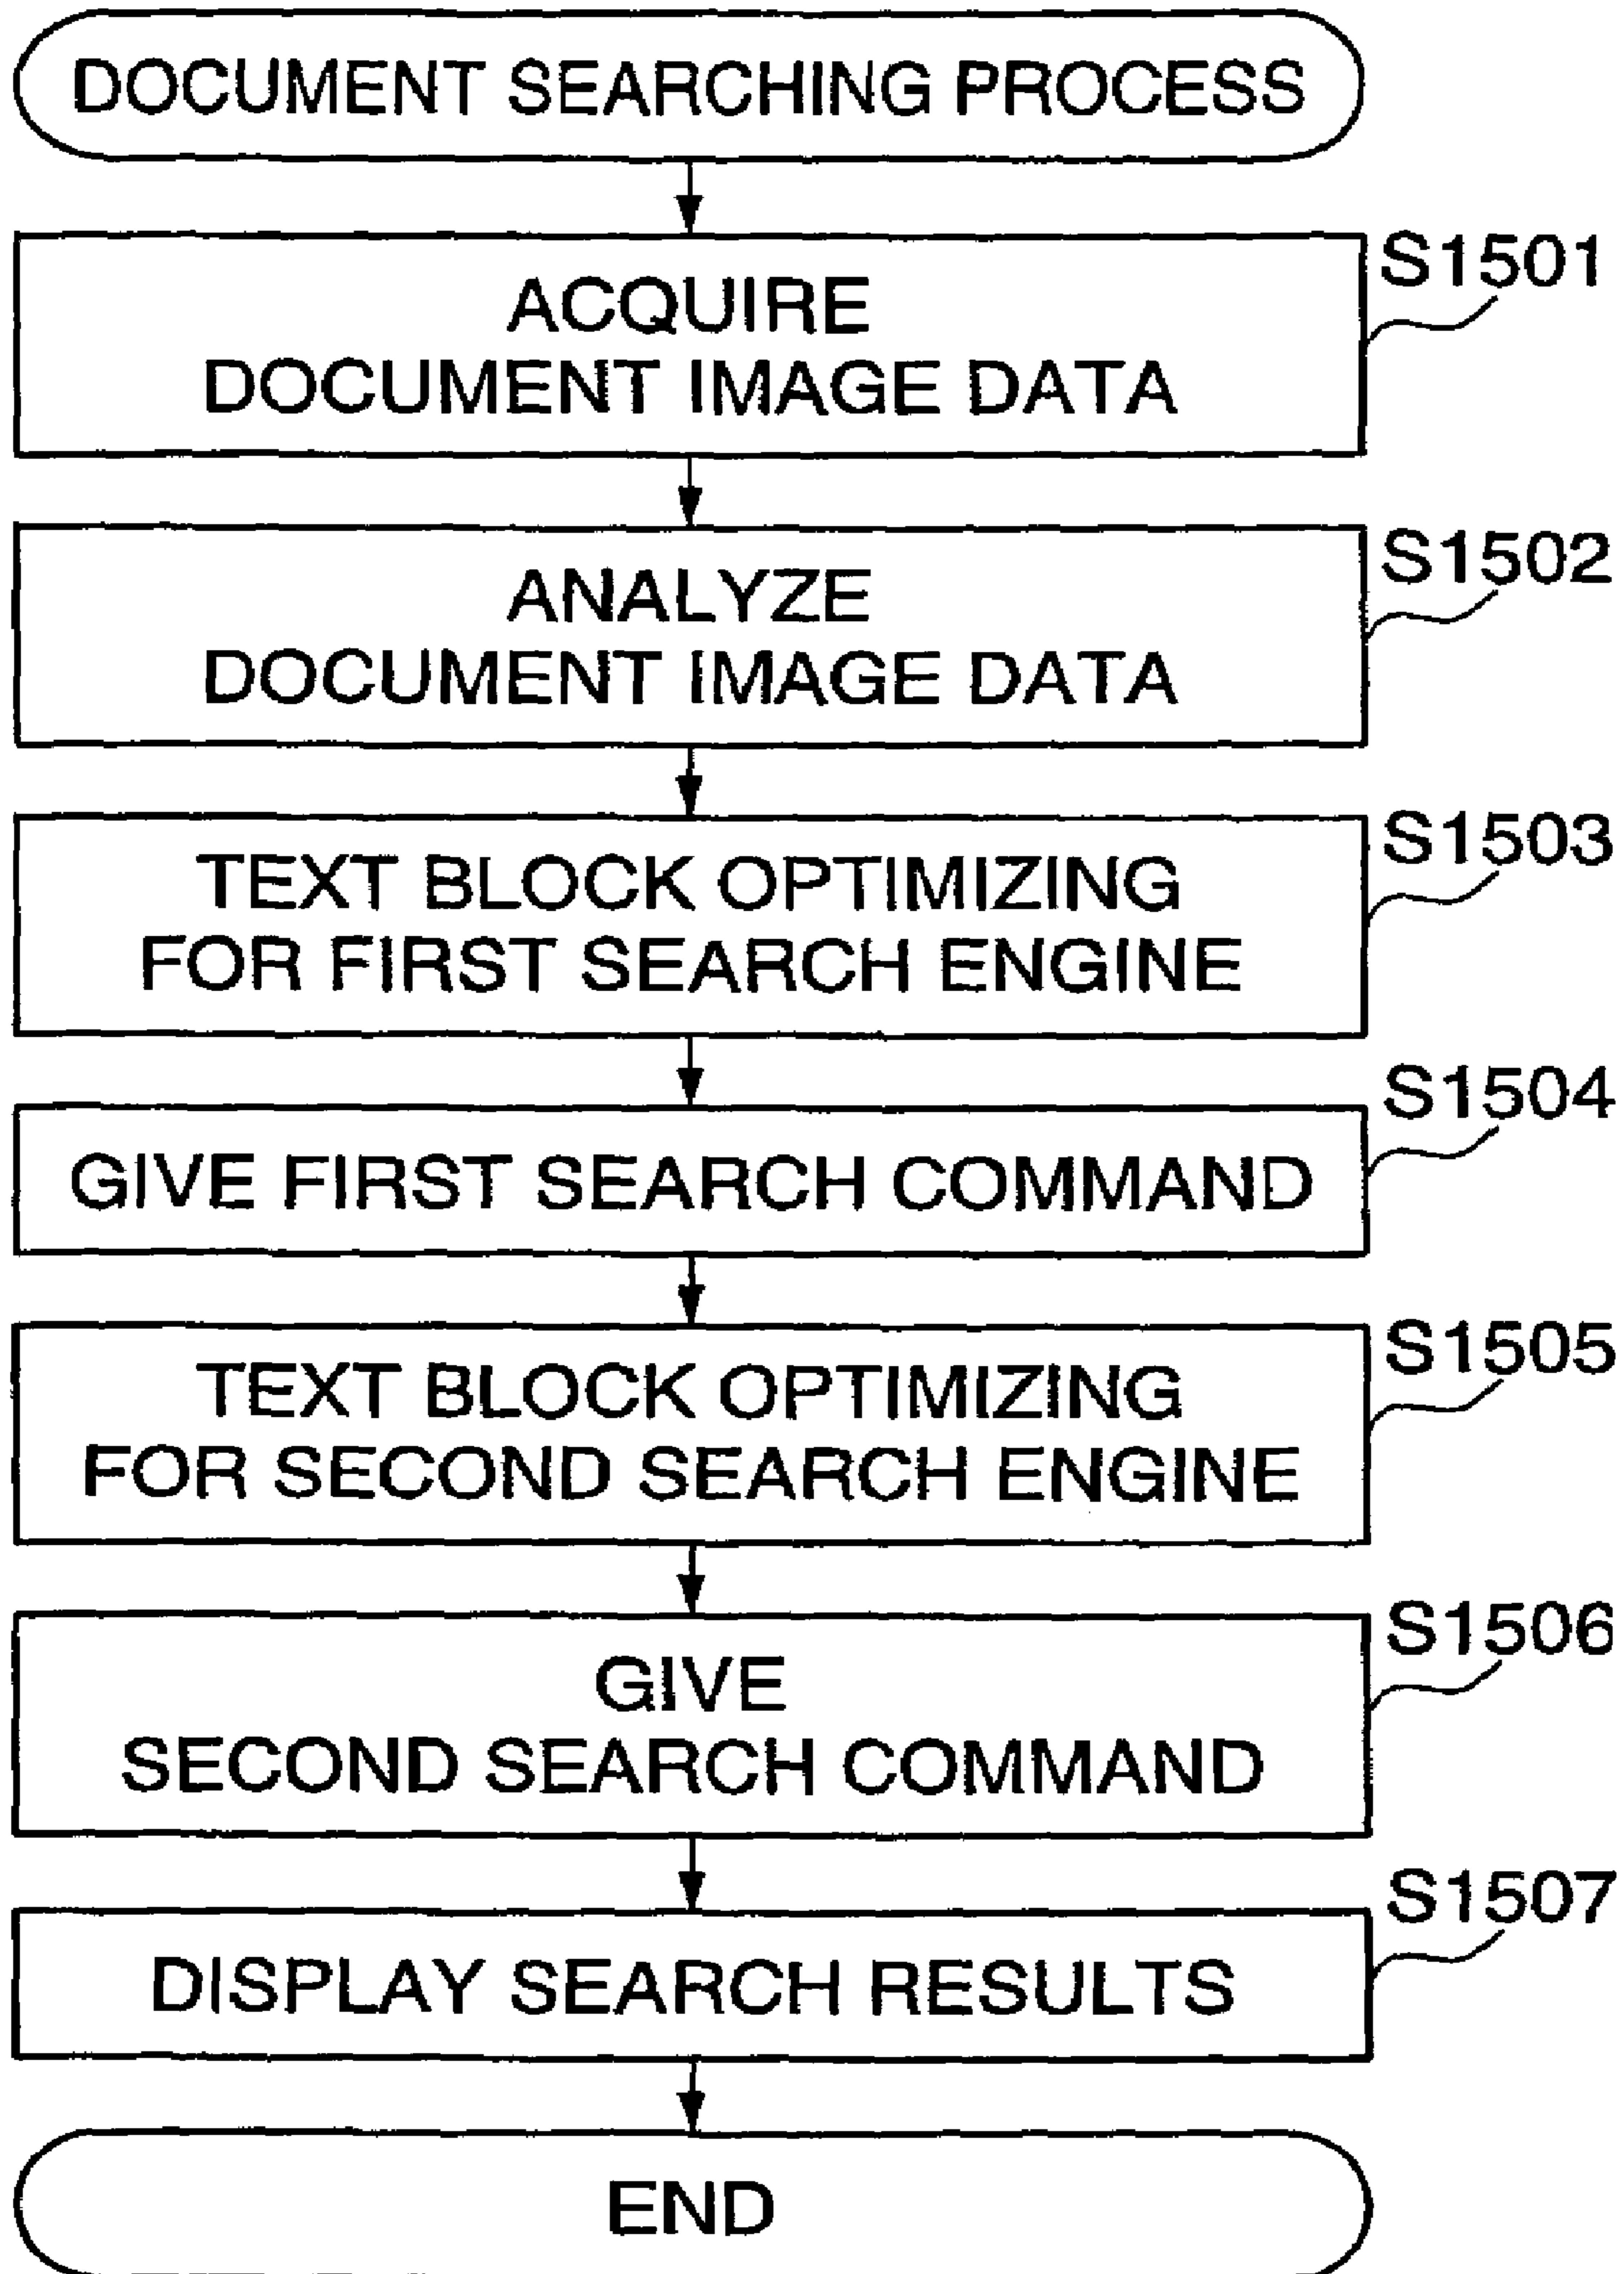 DOCUMENT SEARCHING PROCESS
S1501
ACQUIRE
DOCUMENT IMAGE DATA
S1502
ANALYZE
DOCUMENT IMAGE DATA
S1503
TEXT BLOCK OPTIMIZING
FOR FIRST SEARCH ENGINE
S1504
GIVE FIRST SEARCH COMMAND
S1505
TEXT BLOCK OPTIMIZING
FOR SECOND SEARCH ENGINE
S1506
GIVE
SECOND SEARCH COMMAND
S1507
DISPLAY SEARCH RESULTS
END